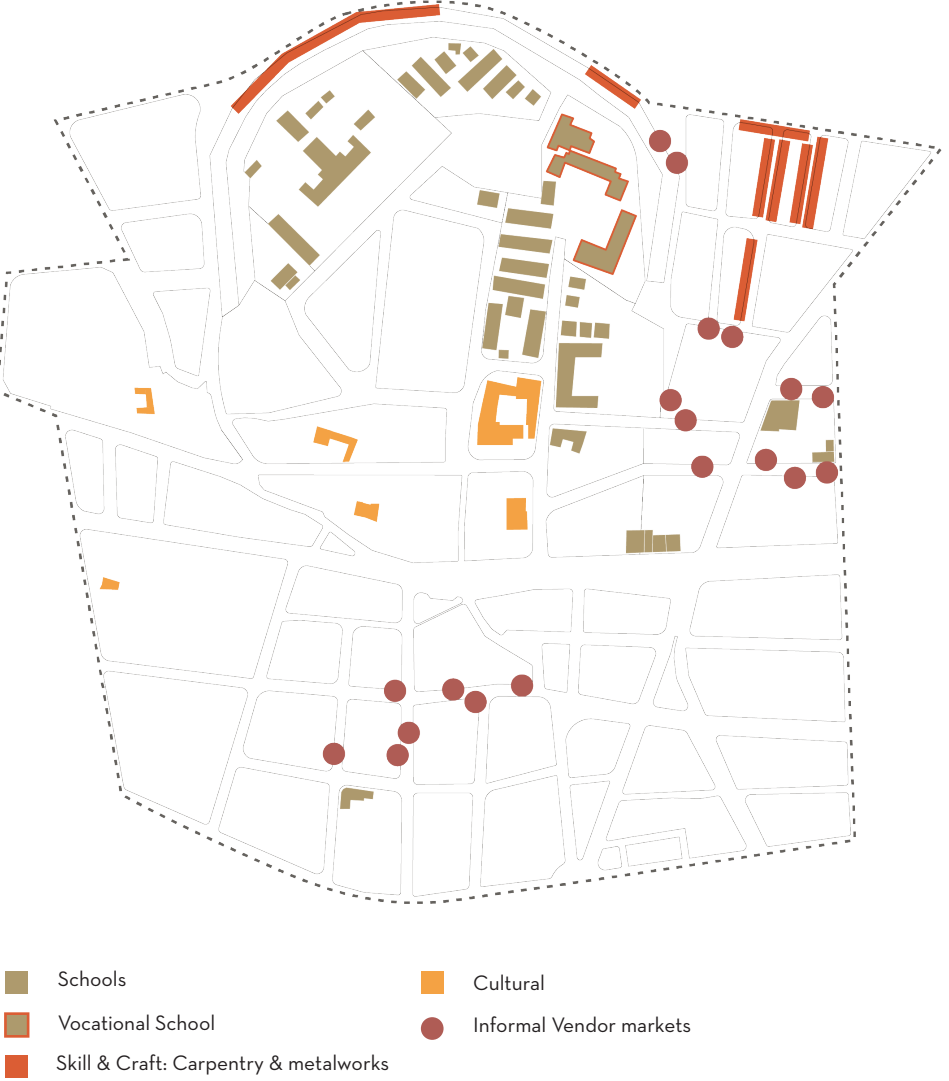 Schools
Vocational School
Skill & Craft: Carpentry & metalworks
Cultural
Informal Vendor markets